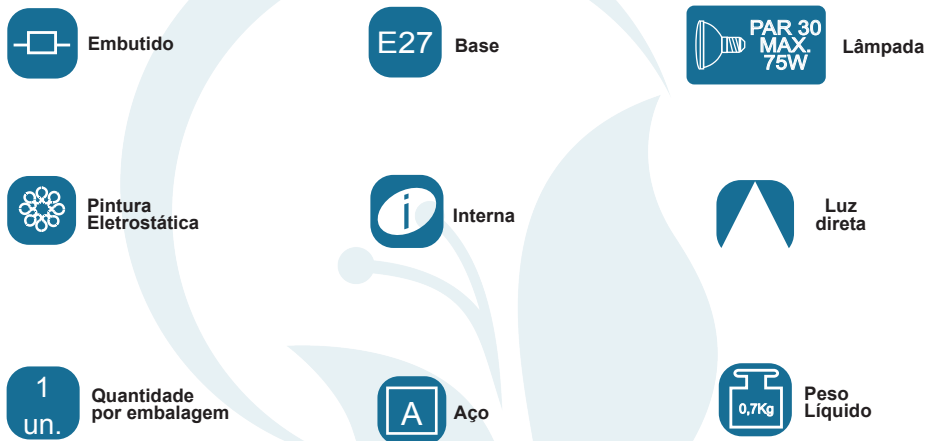 Embutido
E27
Base
PAR 30
MAX.
75W
Lâmpada
Pintura
Eletrostática
i
Interna
Luz
direta
1
un.
Quantidade
por embalagem
A
Aço
0,7Kg
Peso
Líquido